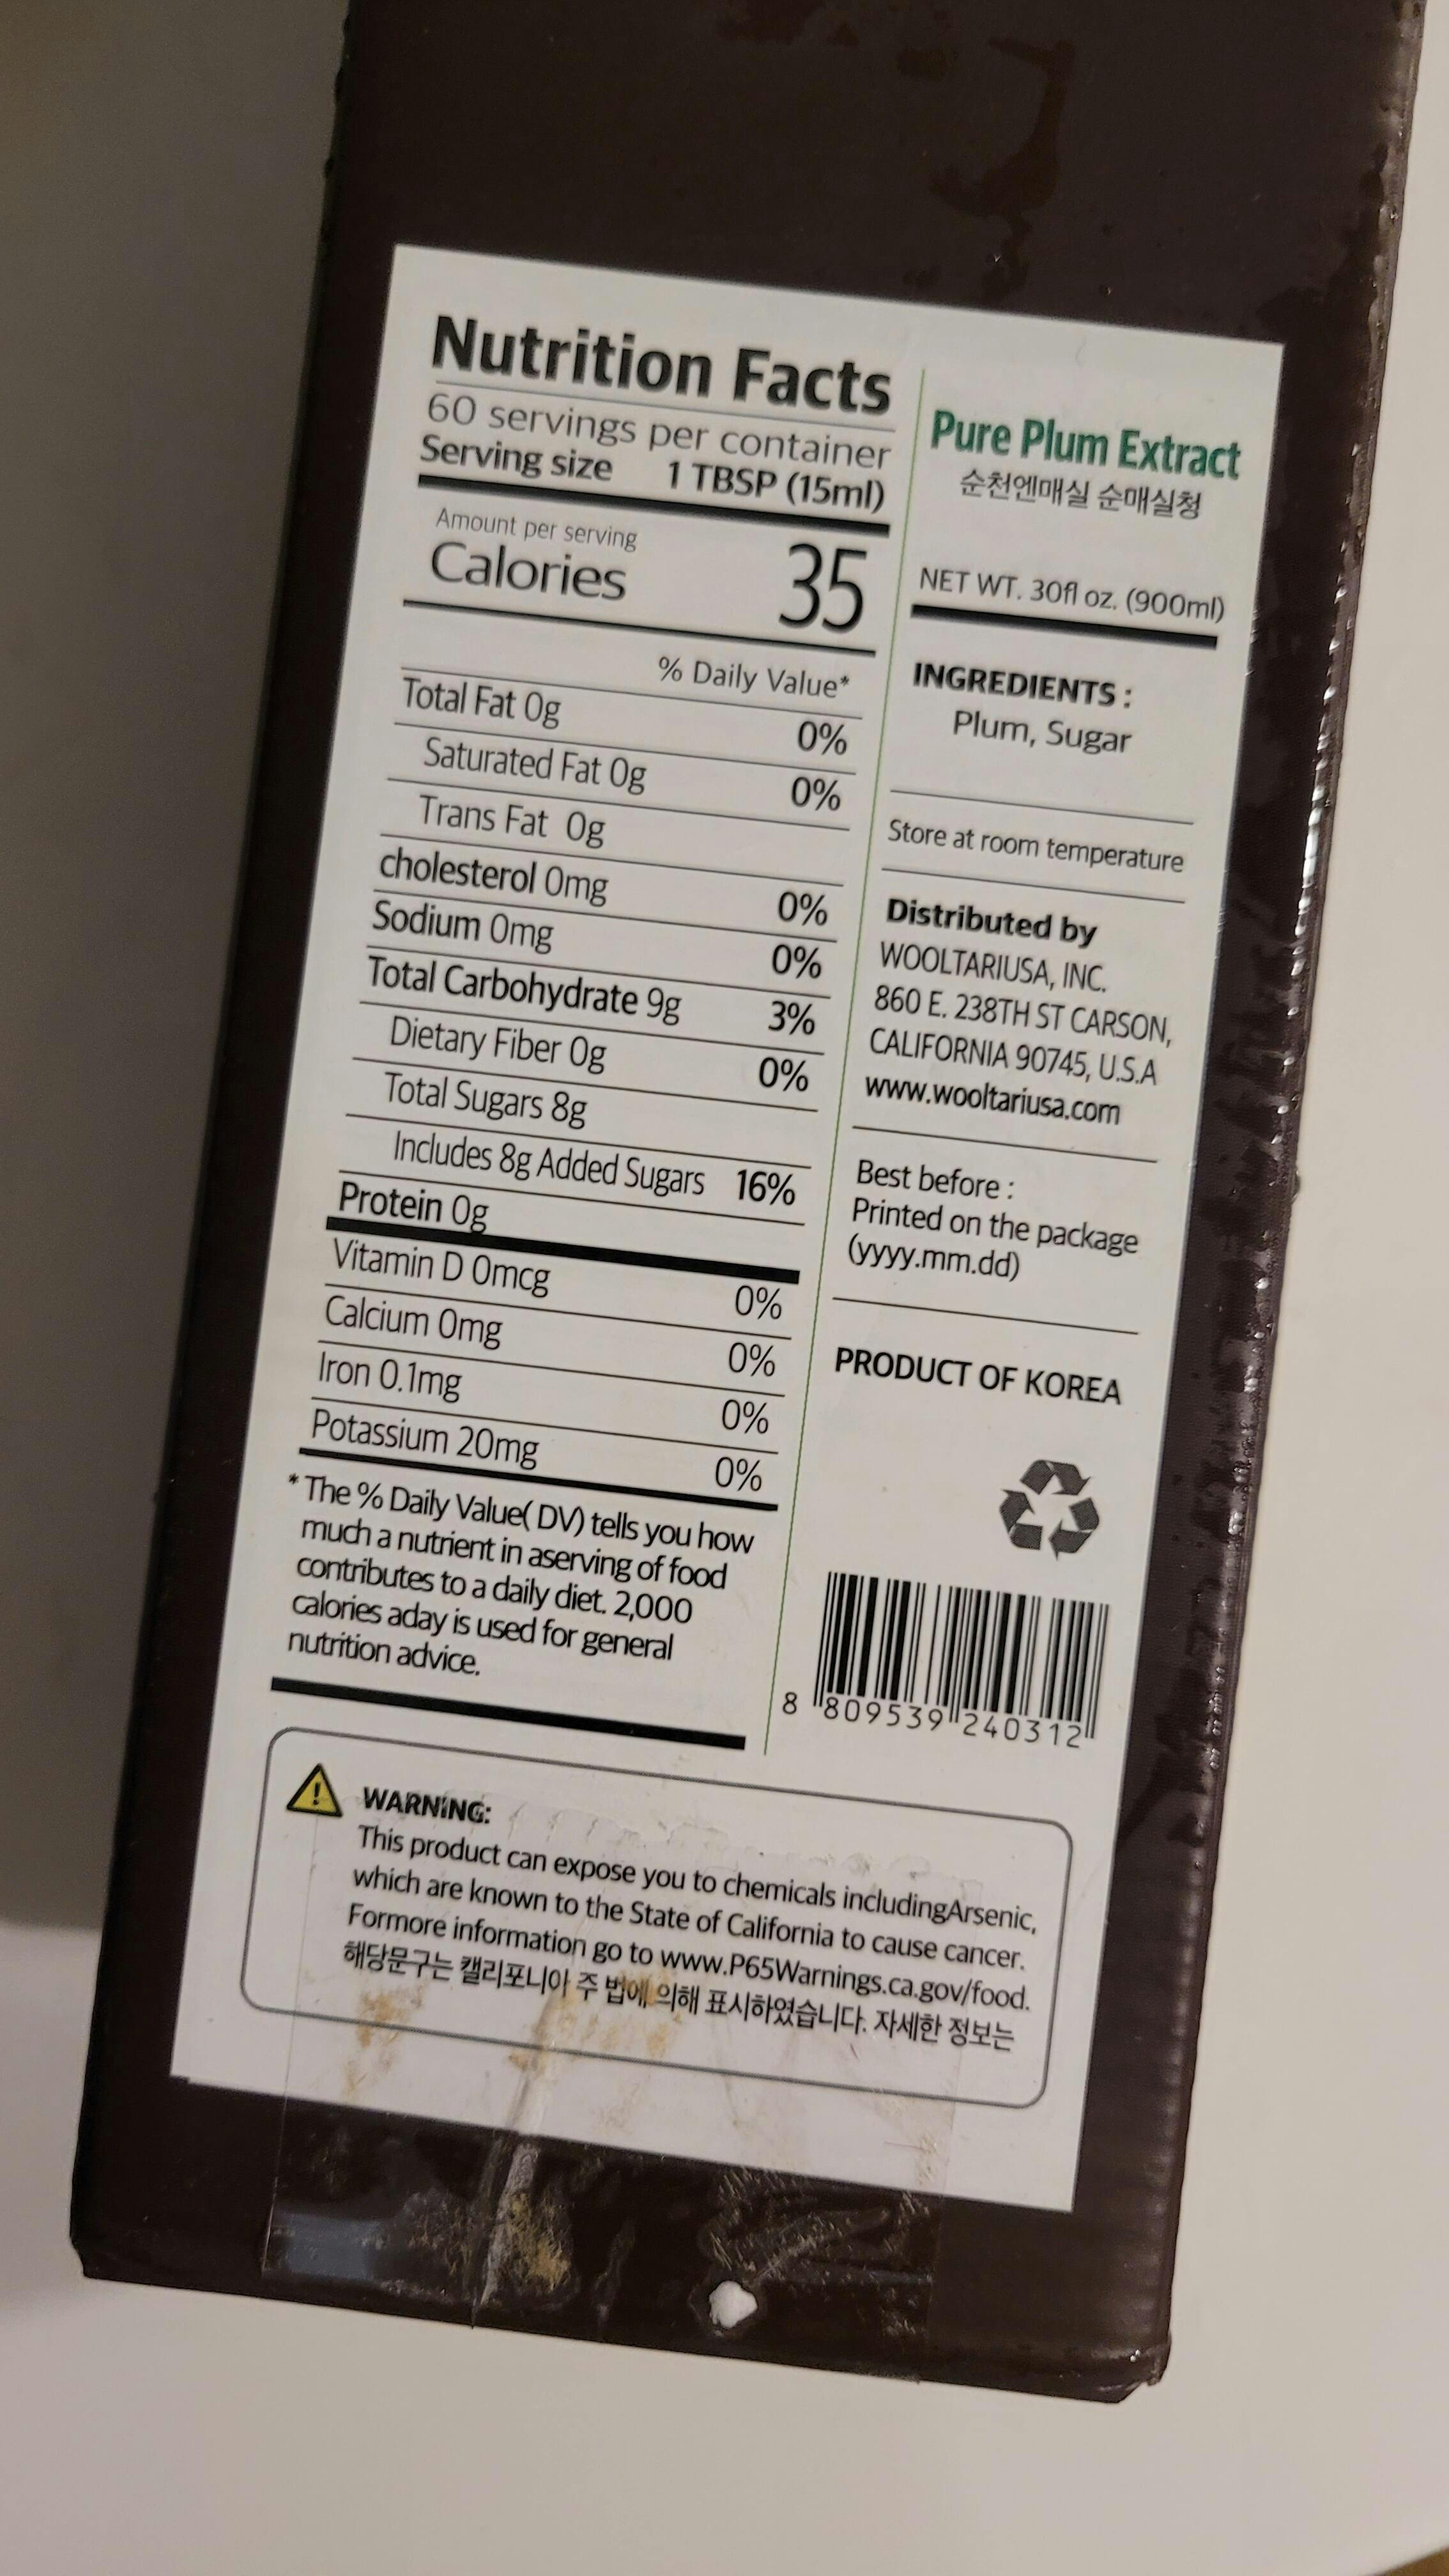 Nutrition Facts
60 servings per container
Serving size 1 TBSP (15ml)
Amount per serving
Calories 35
% Daily Value*
Total Fat 0g 0%
Saturated Fat 0g 0%
Trans Fat 0g
cholesterol 0mg 0%
Sodium 0mg 0%
Total Carbohydrate 9g 3%
Dietary Fiber 0g 0%
Total Sugars 8g
Includes 8g Added Sugars 16%
Protein 0g
Vitamin D 0mcg 0%
Calcium 0mg 0%
Iron 0.1mg 0%
Potassium 20mg 0%
* The % Daily Value( DV) tells you how
much a nutrient in aserving of food
contributes to a daily diet. 2,000
calories aday is used for general
nutrition advice.
Pure Plum Extract
순천엔매실 순매실청
NET WT. 30fl oz. (900ml)
INGREDIENTS :
Plum, Sugar
Store at room temperature
Distributed by
WOOLTARIUSA, INC.
860 E. 238TH ST CARSON,
CALIFORNIA 90745, U.S.A
www.wooltariusa.com
Best before :
Printed on the package
(yyyy.mm.dd)
PRODUCT OF KOREA
8 809539 240312
WARNING:
This product can expose you to chemicals includingArsenic,
which are known to the State of California to cause cancer.
Formore information go to www.P65Warnings.ca.gov/food.
해당문구는 캘리포니아 주 법에 의해 표시하였습니다. 자세한 정보는